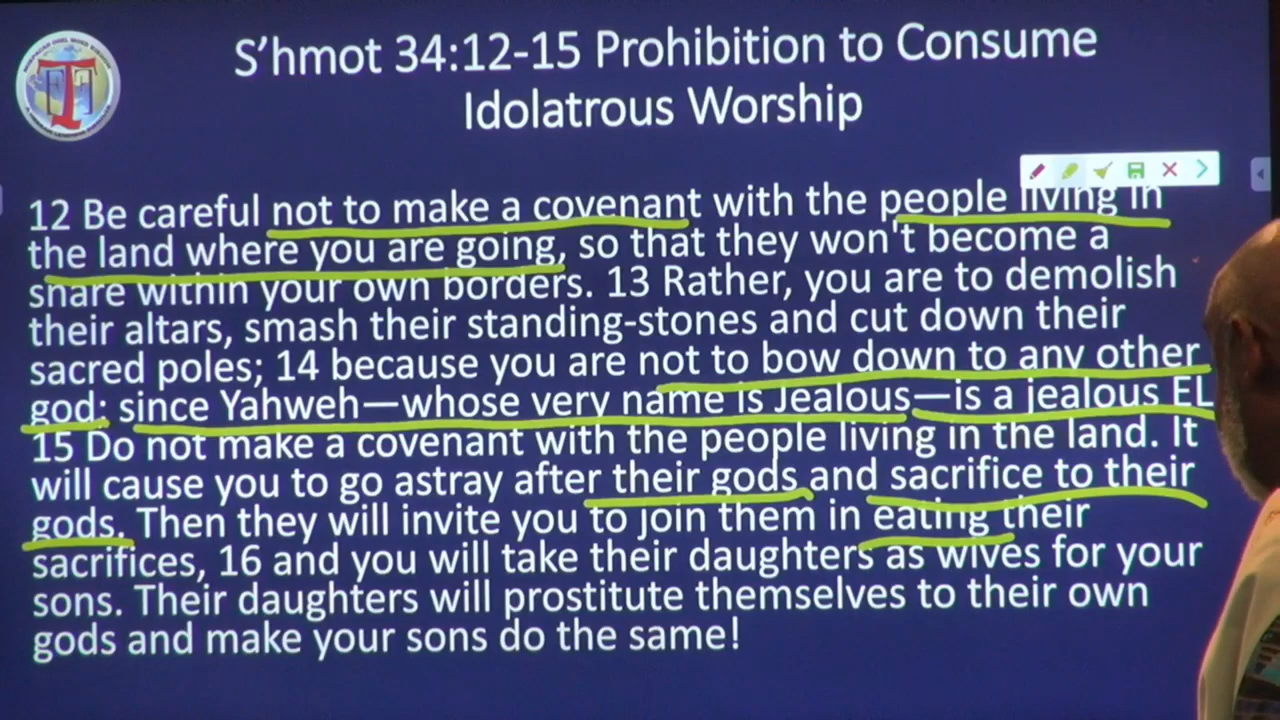 S'hmot 34:12-15 Prohibition to Consume
Idolatrous Worship
12 Be careful not to make a covenant with the people living in
the land where you are going, so that they won't become a
snare within your own borders. 13 Rather, you are to demolish
their altars, smash their standing-stones and cut down their
sacred poles; 14 because you are not to bow down to any other
god; since Yahweh—whose very name is Jealous—is a jealous EL
15 Do not make a covenant with the people living in the land. It
will cause you to go astray after their gods and sacrifice to their
gods. Then they will invite you to join them in eating their
sacrifices, 16 and you will take their daughters as wives for your
sons. Their daughters will prostitute themselves to their own
gods and make your sons do the same!